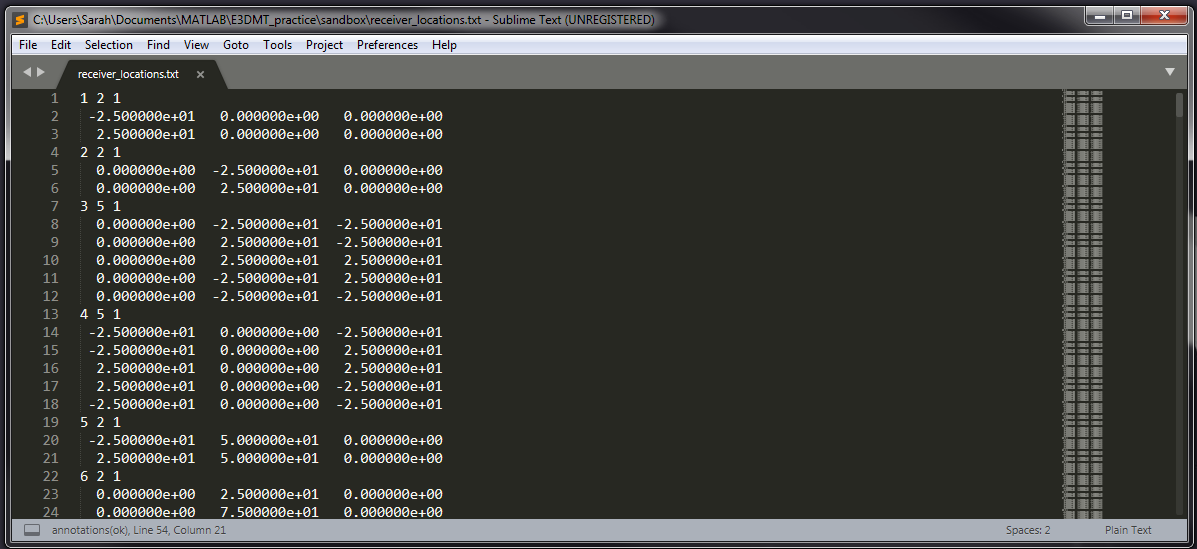 C:\Users\Sarah\Documents\MATLAB\E3DMT_practice\sandbox\receiver_locations.txt - Sublime Text (UNREGISTERED)
File Edit Selection Find View Goto Tools Project Preferences Help
receiver_locations.txt ×
1 1 2 1
2 -2.500000e+01 0.000000e+00 0.000000e+00
3 2.500000e+01 0.000000e+00 0.000000e+00
4 2 2 1
5 0.000000e+00 -2.500000e+01 0.000000e+00
6 0.000000e+00 2.500000e+01 0.000000e+00
7 3 5 1
8 0.000000e+00 -2.500000e+01 -2.500000e+01
9 0.000000e+00 2.500000e+01 -2.500000e+01
10 0.000000e+00 2.500000e+01 2.500000e+01
11 0.000000e+00 -2.500000e+01 2.500000e+01
12 0.000000e+00 -2.500000e+01 -2.500000e+01
13 4 5 1
14 -2.500000e+01 0.000000e+00 -2.500000e+01
15 -2.500000e+01 0.000000e+00 2.500000e+01
16 2.500000e+01 0.000000e+00 2.500000e+01
17 2.500000e+01 0.000000e+00 -2.500000e+01
18 -2.500000e+01 0.000000e+00 -2.500000e+01
19 5 2 1
20 -2.500000e+01 5.000000e+01 0.000000e+00
21 2.500000e+01 5.000000e+01 0.000000e+00
22 6 2 1
23 0.000000e+00 2.500000e+01 0.000000e+00
24 0.000000e+00 7.500000e+01 0.000000e+00
annotations(ok), Line 54, Column 21 Spaces: 2 Plain Text